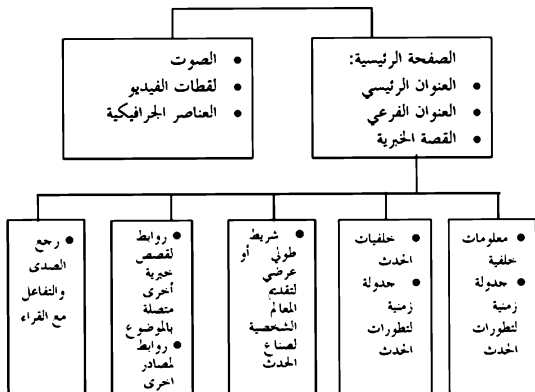 الصفحة الرئيسية:
● العنوان الرئيسي
● العنوان الفرعي
● القصة الخبرية
● الصوت
● لقطات الفيديو
● العناصر الجرافيكية
● معلومات
خلفية
● جدولة
زمنية
لتطورات
الحدث
● خلفيات
الحدث
● جدولة
زمنية
لتطورات
الحدث
● شريط
طولي أو
عرضي
لتقديم
المعالم
الشخصية
لصناع
الحدث
● روابط
لقصص
خبرية
أخرى
متصلة
بالموضوع
● روابط
لمصادر
اخرى
● رجع
الصدى
والتفاعل
مع القراء